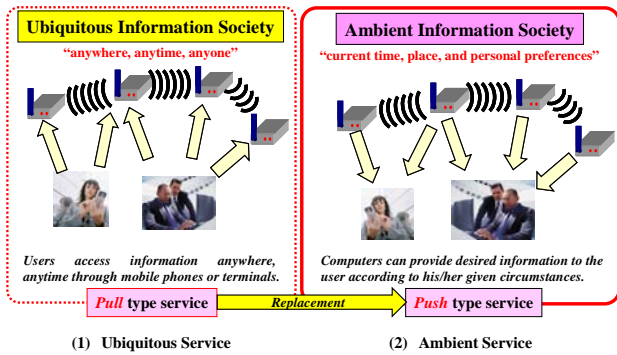 Ubiquitous Information Society
“anywhere, anytime, anyone”
Users access information anywhere,
anytime through mobile phones or terminals.
Pull type service
(1) Ubiquitous Service
Replacement
Ambient Information Society
“current time, place, and personal preferences”
Computers can provide desired information to the
user according to his/her given circumstances.
Push type service
(2) Ambient Service